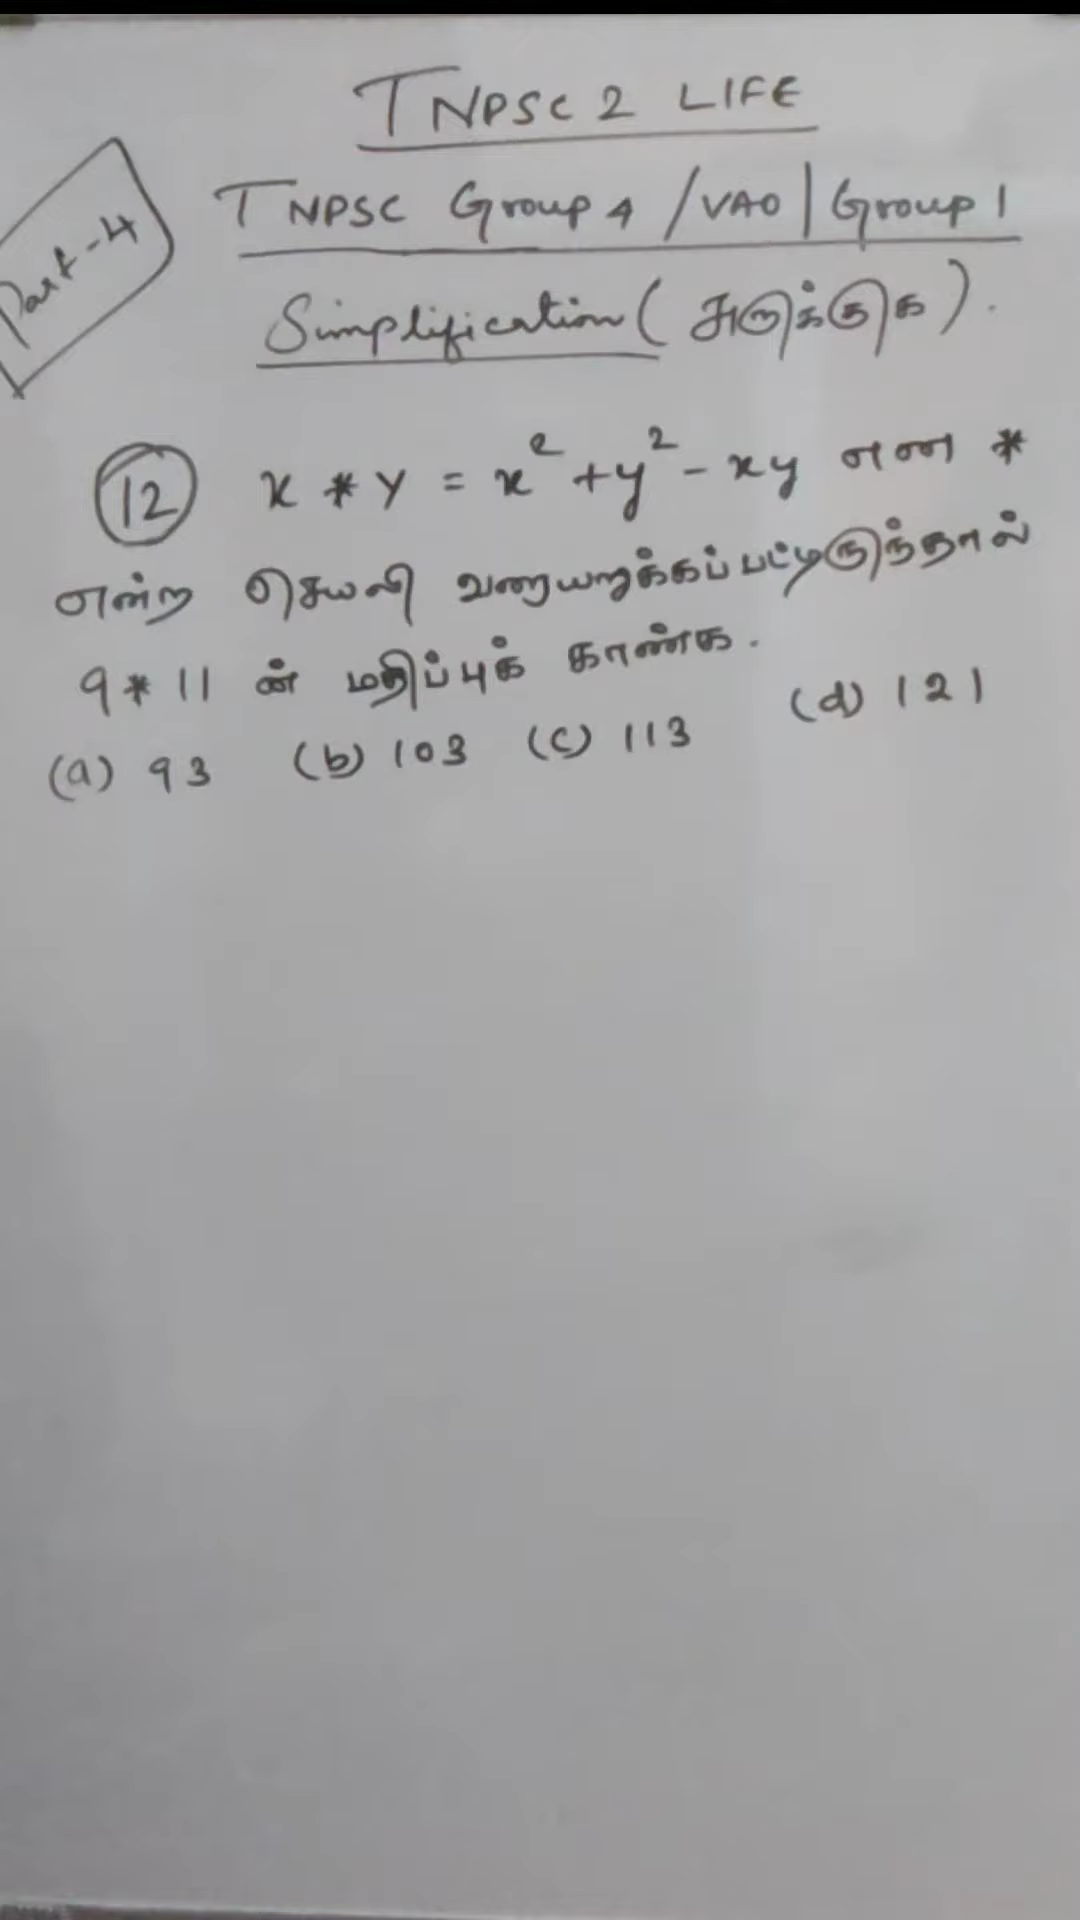 TNPSC 2 LIFE
TNPSC Group 4 / VAO | Group 1
Part-4
Simplification (சுருக்குக).
12 x * y = x² + y² - xy என *
என்ற செயலி வரையறுக்கப்பட்டிருந்தால்
9 * 11 ன் மதிப்புக் காண்க.
(a) 93 (b) 103 (c) 113 (d) 121